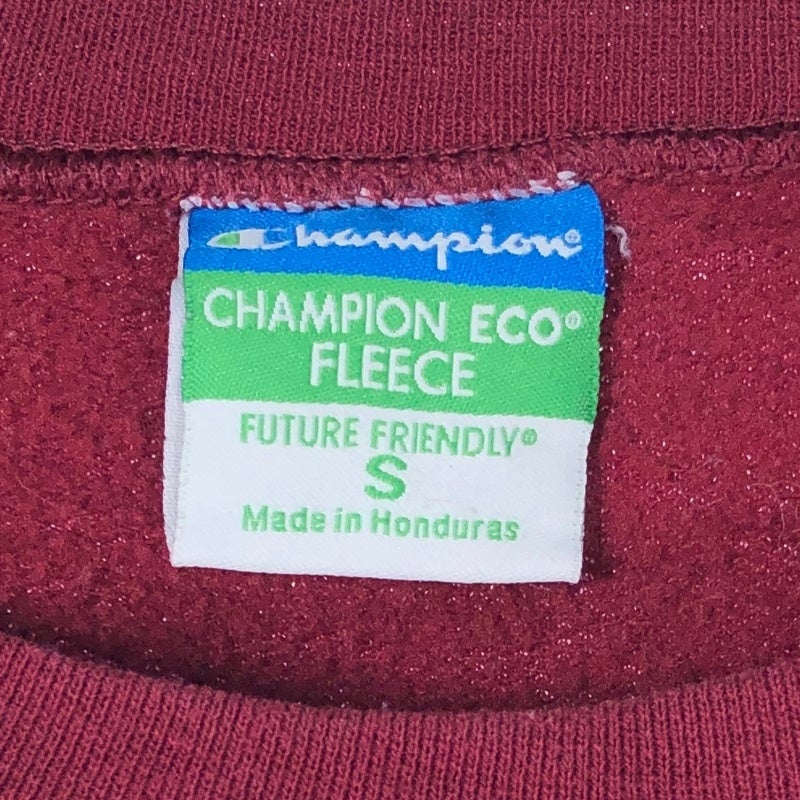 Champion®
CHAMPION ECO®
FLEECE
FUTURE FRIENDLY®
S
Made in Honduras